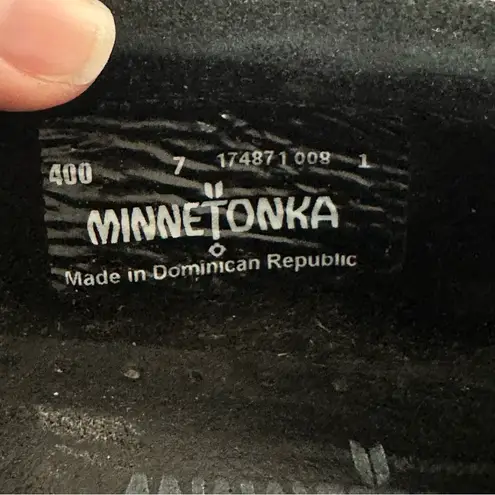 400 7 174871 008 1
MINNETONKA
Made in Dominican Republic